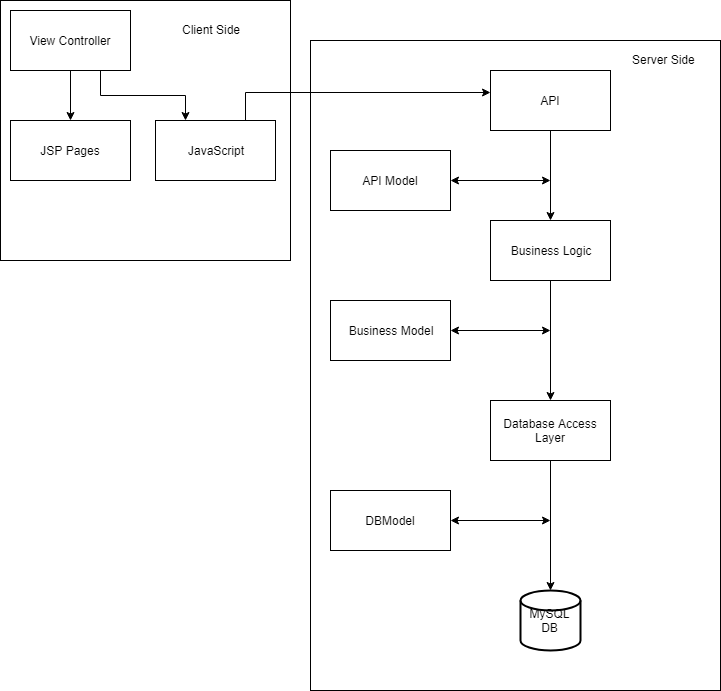 Client Side
View Controller
JSP Pages
JavaScript
Server Side
API
API Model
Business Logic
Business Model
Database Access
Layer
DBModel
MySQL
DB